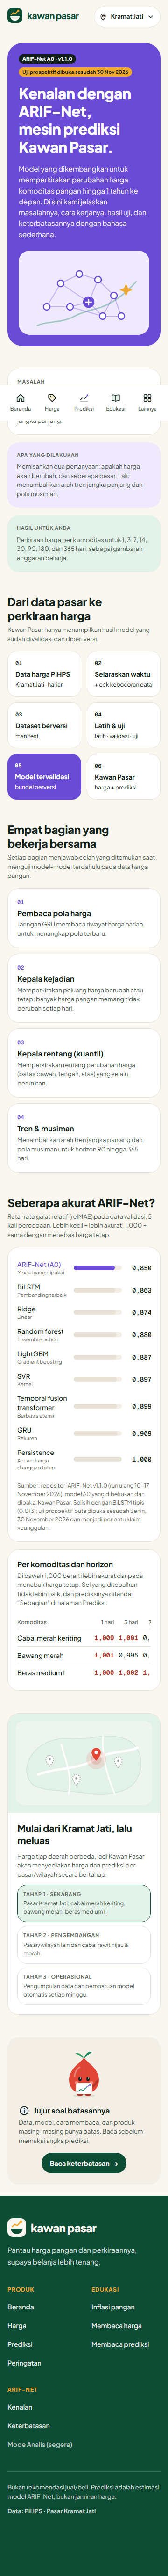 kawan pasar
Kramat Jati
ARIF-Net A0 · v1.1.0
Uji prospektif dibuka sesudah 30 Nov 2026
Kenalan dengan
ARIF-Net,
mesin prediksi
Kramat Jati.
Model yang dikembangkan untuk
memperkirakan perubahan harga
komoditas pangan hingga 1 tahun ke
depan. Di sini kami jelaskan
masalahnya, cara kerjanya, hasil uji, dan
keterbatasannya dengan bahasa
sederhana.
MASALAH
Beranda
Harga
Prediksi
Edukasi
Lainnya
APA YANG DILAKUKAN
Memisahkan dua pertanyaan: apakah harga
akan berubah, dan seberapa besar. Lalu
menambahkan arah tren jangka panjang dan
pola musiman.
HASIL UNTUK ANDA
Perkiraan harga per komoditas untuk 1, 3, 7, 14,
30, 90, 180, dan 365 hari, sebagai gambaran
anggaran belanja.
Dari data pasar ke
perkiraan harga
Kawan Pasar hanya menampilkan hasil model yang
sudah divalidasi dan diberi versi.
01
Data harga PIHPS
Kramat Jati · harian
02
Selaraskan waktu
+ cek kebocoran data
03
Dataset berversi
manifest
04
Latih & uji
latih · validasi · uji
05
Model tervalidasi
bundel berversi
06
Kawan Pasar
harga + prediksi
Empat bagian yang
bekerja bersama
Setiap bagian menjawab celah yang ditemukan saat
menguji model-model terdahulu pada data harga
pangan.
01
Pembaca pola harga
Jaringan GRU membaca riwayat harga harian
untuk menangkap pola terbaru.
02
Kepala kejadian
Memperkirakan peluang harga berubah atau
tetap; banyak harga pangan memang tidak
berubah setiap hari.
03
Kepala rentang (kuantil)
Memperkirakan rentang perubahan harga
(batas bawah, tengah, atas) yang selalu
berurutan.
04
Tren & musiman
Menambahkan arah tren jangka panjang dan
pola musiman untuk horizon 90 hingga 365
hari.
Seberapa akurat ARIF-Net?
Rata-rata galat relatif (relMAE) pada data validasi, 5
kali percobaan. Lebih kecil = lebih akurat; 1,000 =
sama dengan menebak harga tetap.
ARIF-Net (A0)
Model yang dipakai
0,850
BiLSTM
Pembanding terbaik
0,863
Ridge
Linear
0,874
Random forest
Ensemble pohon
0,880
LightGBM
Gradient boosting
0,887
SVR
Kernel
0,897
Temporal fusion
transformer
Berbasis atensi
0,899
GRU
Rekuren
0,909
Persistence
Acuan: harga
dianggap tetap
1,000
Sumber: repositori ARIF-Net v1.1.0 (run ulang 10–17
November 2026), model A0 yang dibekukan dan
dipakai Kawan Pasar. Selisih dengan BiLSTM tipis
(0,013); uji prospektif buta dibuka sesudah Senin,
30 November 2026 dan menjadi penentu klaim
keunggulan.
Per komoditas dan horizon
Di bawah 1,000 berarti lebih akurat daripada
menebak harga tetap. Sel yang ditebalkan
tidak lebih baik, dan prediksinya ditandai
"Sebagian" di halaman Prediksi.
Komoditas 1 hari 3 hari
Cabai merah keriting 1,009 1,001 0,
Bawang merah 1,001 0,995 0,
Beras medium I 1,000 1,002 1,
Mulai dari Kramat Jati, lalu
meluas
Harga tiap daerah berbeda, jadi Kawan Pasar
akan menyediakan harga dan prediksi per
pasar/wilayah secara bertahap.
TAHAP 1 · SEKARANG
Pasar Kramat Jati: cabai merah keriting,
bawang merah, beras medium I.
TAHAP 2 · PENGEMBANGAN
Pasar/wilayah lain dan cabai rawit hijau &
merah.
TAHAP 3 · OPERASIONAL
Pengumpulan data dan pembaruan model
otomatis setiap minggu.
Jujur soal batasannya
Data, model, cara membaca, dan produk
masing-masing punya batas. Baca sebelum
memakai angka prediksi.
Baca keterbatasan →
kawan pasar
Pantau harga pangan dan perkiraannya,
supaya belanja lebih tenang.
PRODUK
Beranda
Harga
Prediksi
Peringatan
EDUKASI
Inflasi pangan
Membaca harga
Membaca prediksi
ARIF-NET
Kenalan
Keterbatasan
Mode Analis (segera)
Bukan rekomendasi jual/beli. Prediksi adalah estimasi
model ARIF-Net, bukan jaminan harga.
Data: PIHPS · Pasar Kramat Jati